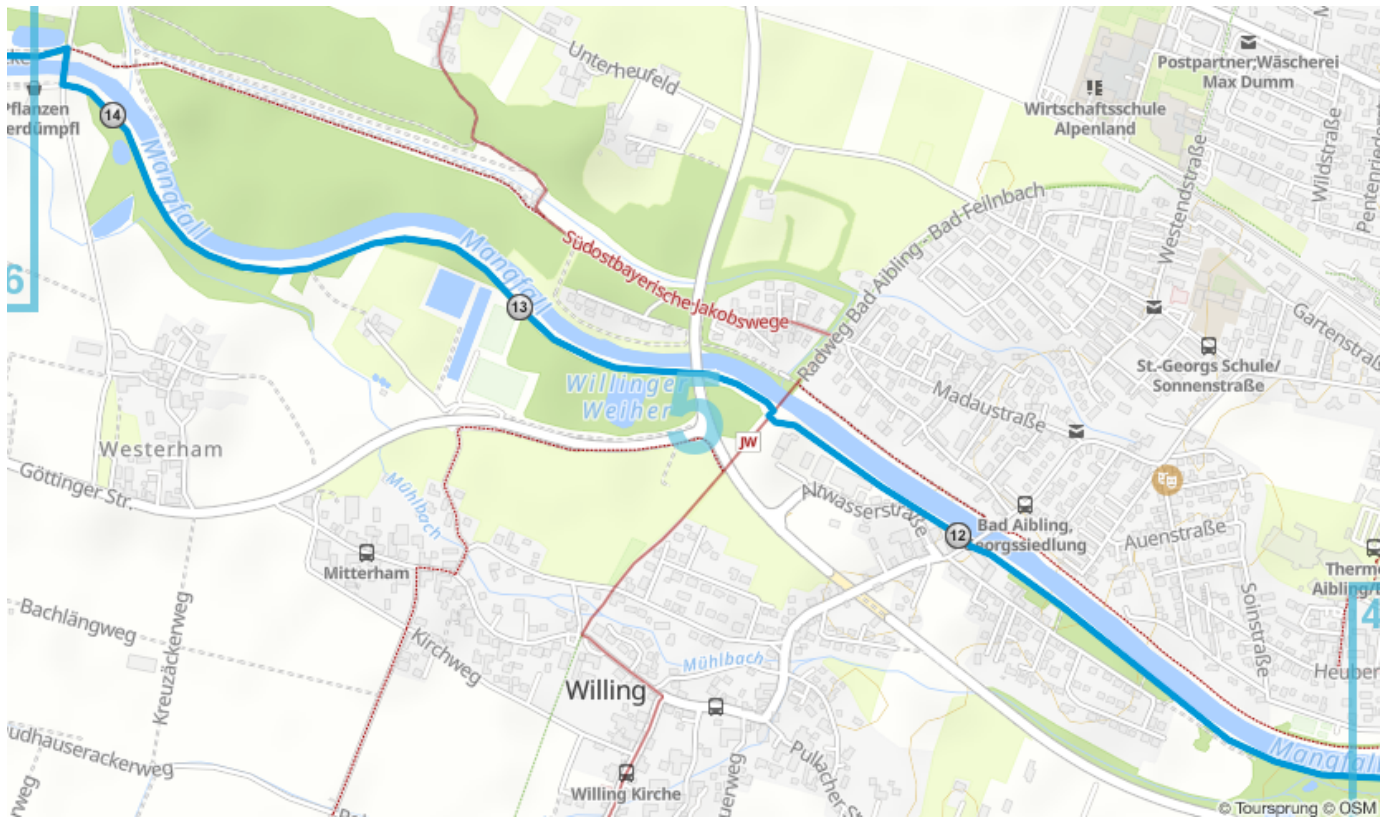 Unterheufeld
Postpartner;Wäscherei
Max Dumm
Wirtschaftsschule
Alpenland
Wildstraße
Westendstraße
14
Pflanzen
Mangfall
Mangfall
6
13
Südostbayerische Jakobswege
Radweg Bad Aibling - Bad Feilnbach
Gartenstraße
St.-Georgs Schule/
Sonnenstraße
Madaustraße
Willinger
Weiher
5
JW
Westerham
Göttinger Str.
Mühlbach
Altwasserstraße
12
Bad Aibling,
Auenstraße
Mitterham
Soinstraße
4
Bachlängweg
Kreuzäckerweg
Kirchweg
Mühlbach
Willing
Mangfall
Willing Kirche
© Toursprung © OSM